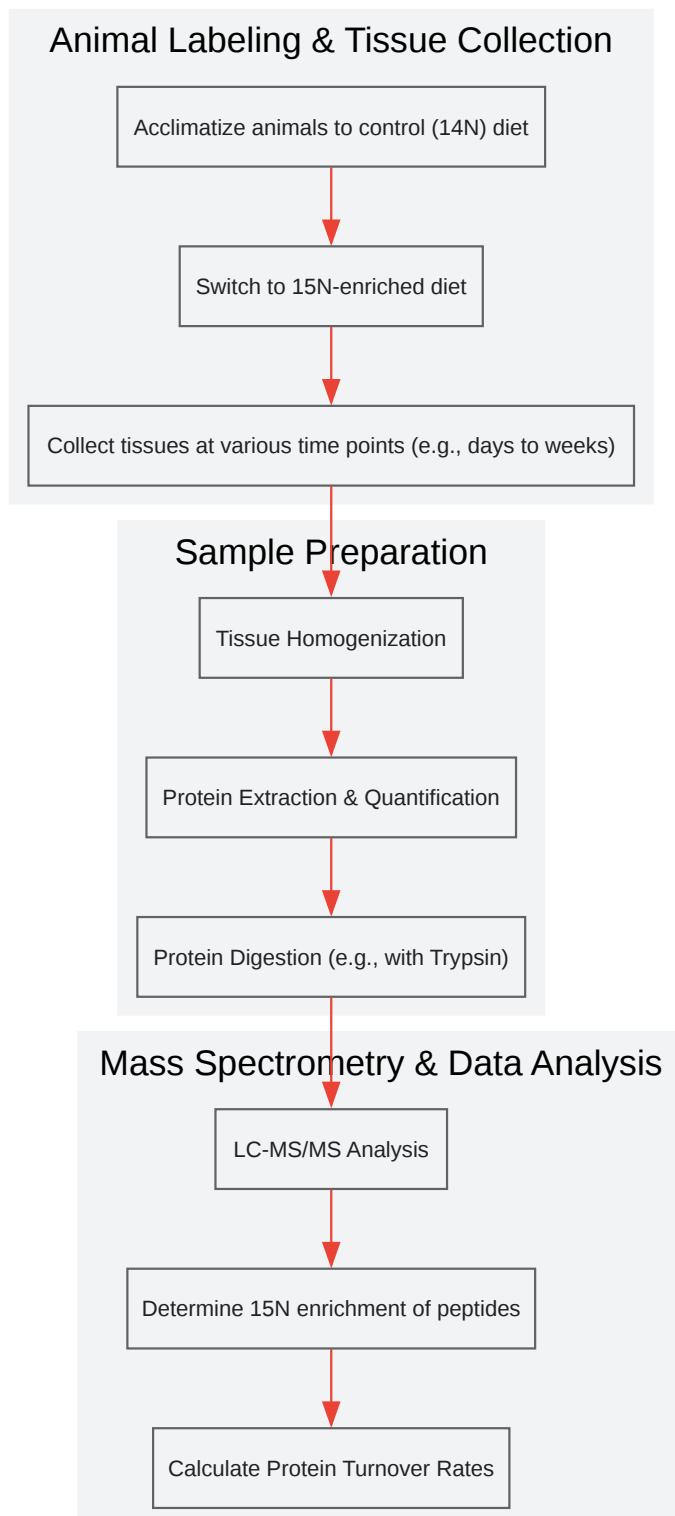 Animal Labeling & Tissue Collection
Acclimatize animals to control (14N) diet
Switch to 15N-enriched diet
Collect tissues at various time points (e.g., days to weeks)
Sample Preparation
Tissue Homogenization
Protein Extraction & Quantification
Protein Digestion (e.g., with Trypsin)
Mass Spectrometry & Data Analysis
LC-MS/MS Analysis
Determine 15N enrichment of peptides
Calculate Protein Turnover Rates